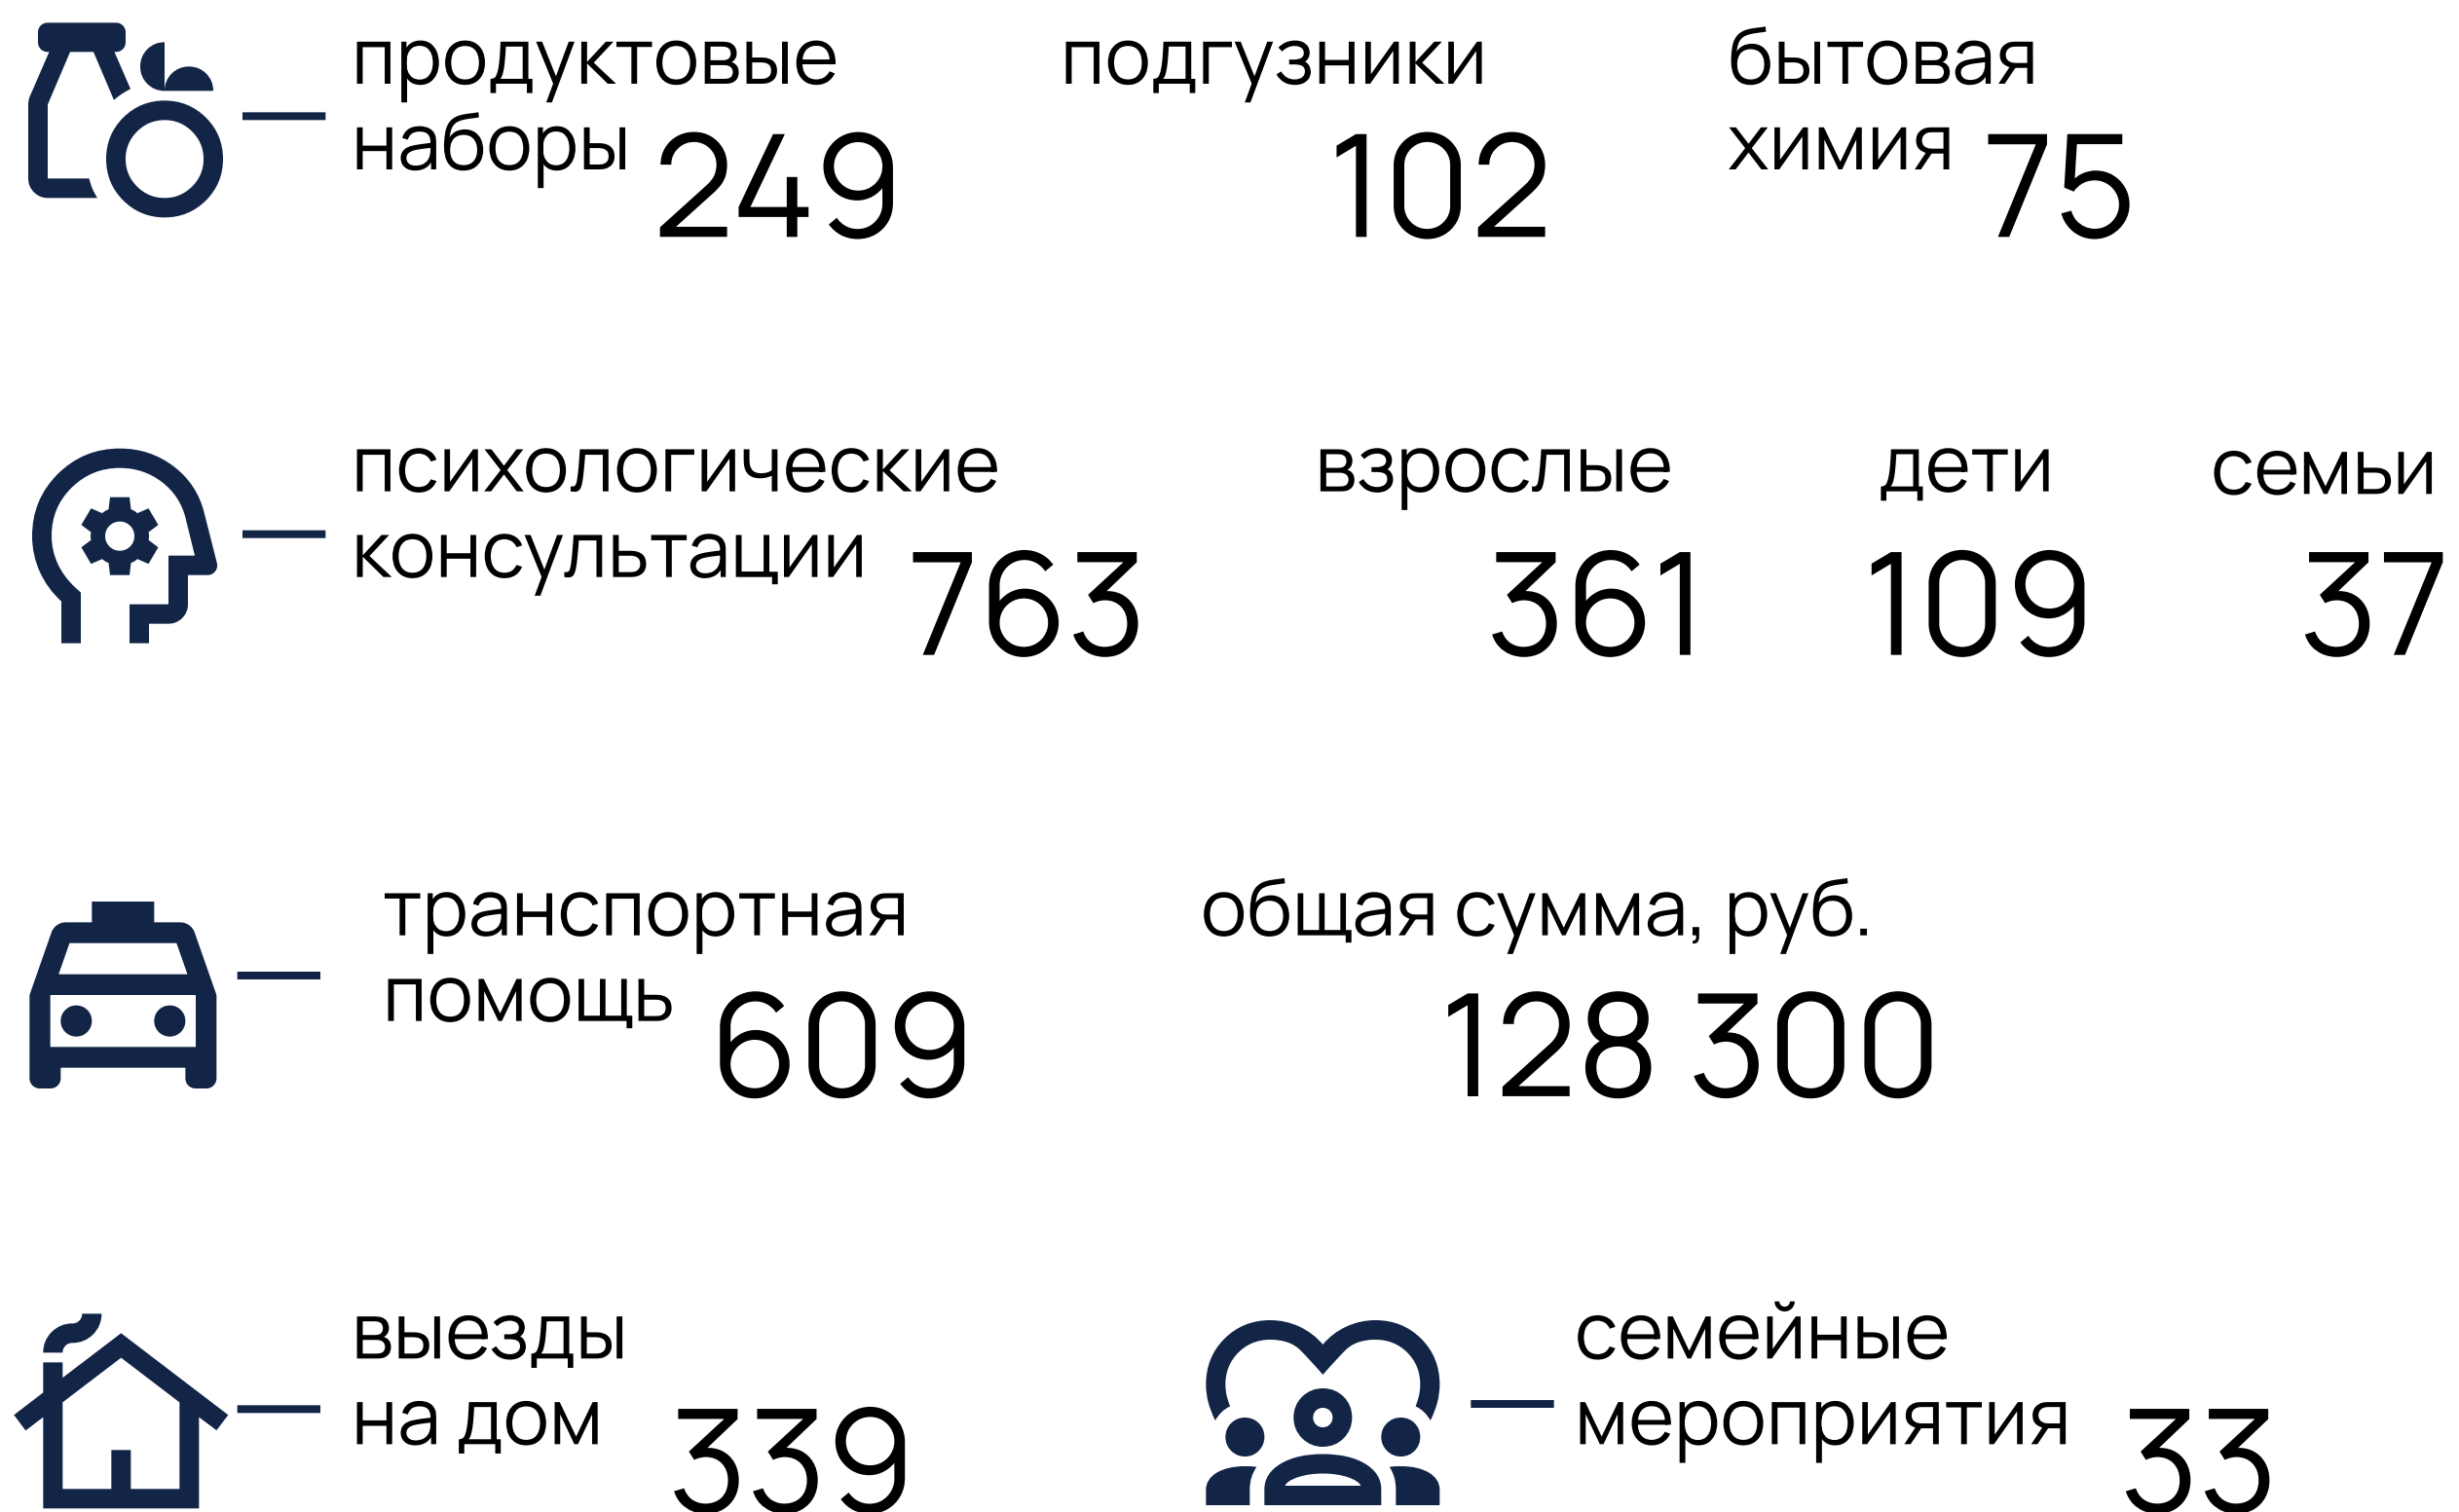 продуктовые
наборы
249
подгузники
102
бытовая
химия
75
психологические
консультации
763
взрослые
361
109
дети
семьи
37
транспортная
помощь
609
общая сумма, руб.
128 300
выезды
на дом
339
семейные
мероприятия
33